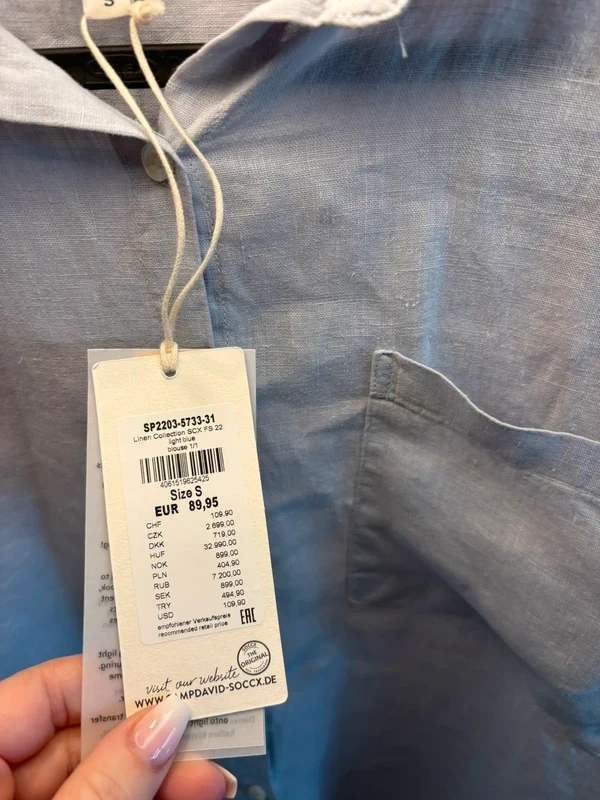 S
SP2203-5733-31
Linen Collection SCX FS 22
light blue
blouse 1/1
4061519625425
Size S
EUR 89,95
CHF 109,90
CZK 2.699,00
DKK 719,00
HUF 32.990,00
NOK 899,00
PLN 404,90
RUB 7.200,00
SEK 899,00
TRY 494,90
USD 109,90
empfohlener Verkaufspreis
recommended retail price
EAC
SOCCX
THE
ORIGINAL
visit our website
WWW.CAMPDAVID-SOCCX.DE